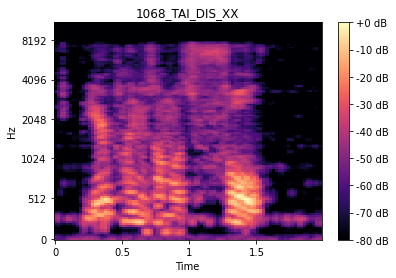 1068_TAI_DIS_XX
Hz
8192
4096
2048
1024
512
0
0
0.5
1
1.5
Time
+0 dB
-10 dB
-20 dB
-30 dB
-40 dB
-50 dB
-60 dB
-70 dB
-80 dB